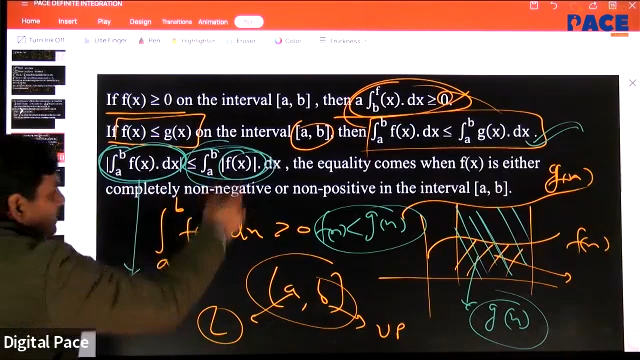 PACE DEFINITE INTEGRATION
Home Insert Draw Design Transitions Animation
Turn Ink Off Use Finger Pen Highlighter Eraser Color Thickness
PACE
If f(x) ≥ 0 on the interval [a, b] , then a ∫_b^f (x). dx ≥ 0.
If f(x) ≤ g(x) on the interval [a, b], then ∫_a^b f(x). dx ≤ ∫_a^b g(x). dx .
|∫_a^b f(x). dx| ≤ ∫_a^b |f(x)|. dx , the equality comes when f(x) is either
completely non-negative or non-positive in the interval [a, b].
g(x)
∫_a^b dx ≥ 0 f(x) < g(x) f(x)
(a, b)
L UP g(x)
Digital Pace